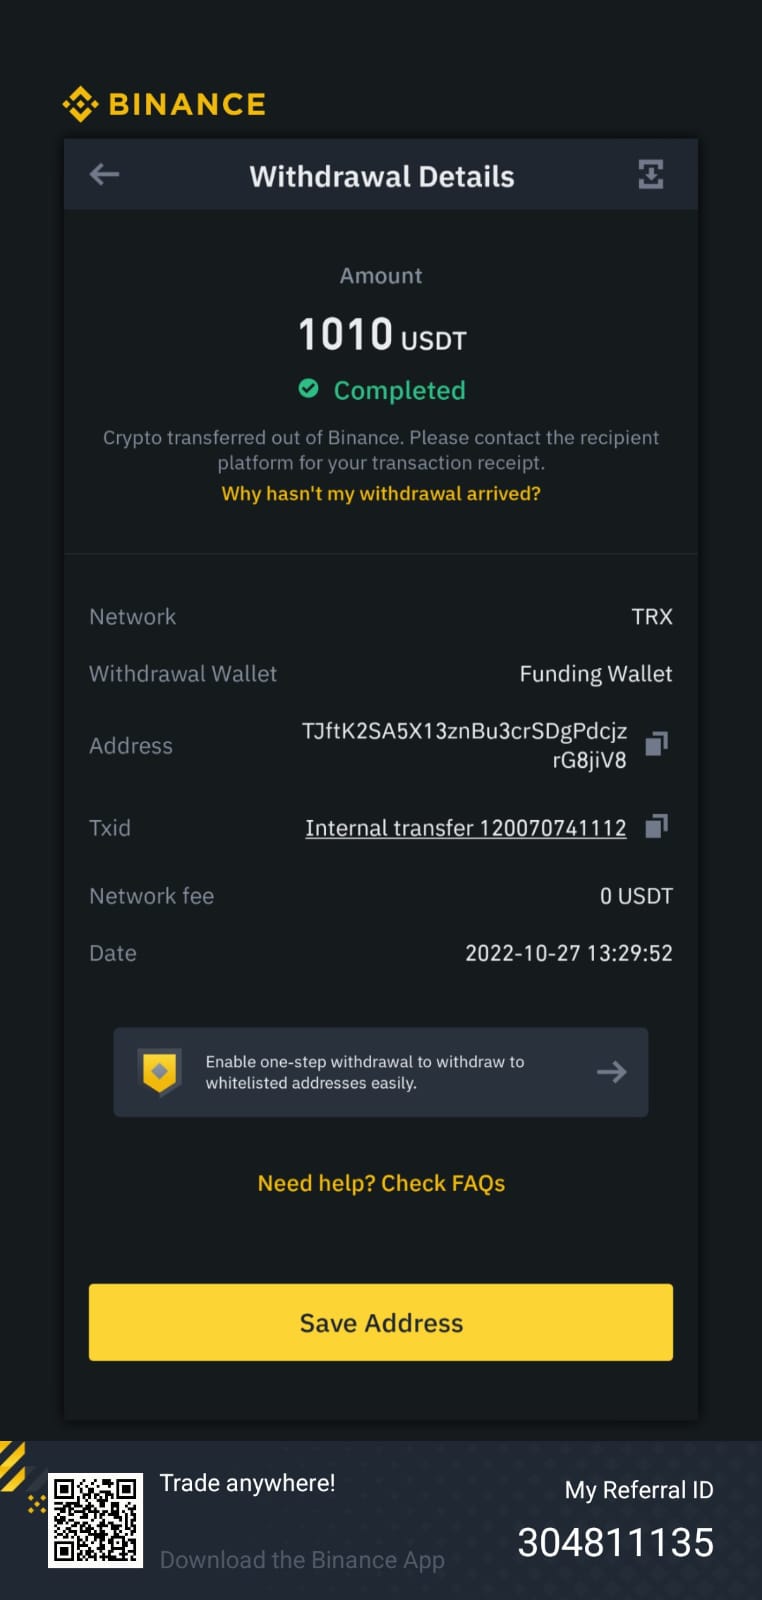 BINANCE
Withdrawal Details
Amount
1010 USDT
Completed
Crypto transferred out of Binance. Please contact the recipient
platform for your transaction receipt.
Why hasn't my withdrawal arrived?
Network TRX
Withdrawal Wallet Funding Wallet
Address TJftK2SA5X13znBu3crSDgPdcjz
rG8jiV8
Txid Internal transfer 120070741112
Network fee 0 USDT
Date 2022-10-27 13:29:52
Enable one-step withdrawal to withdraw to
whitelisted addresses easily.
Need help? Check FAQs
Save Address
Trade anywhere!
Download the Binance App
My Referral ID
304811135